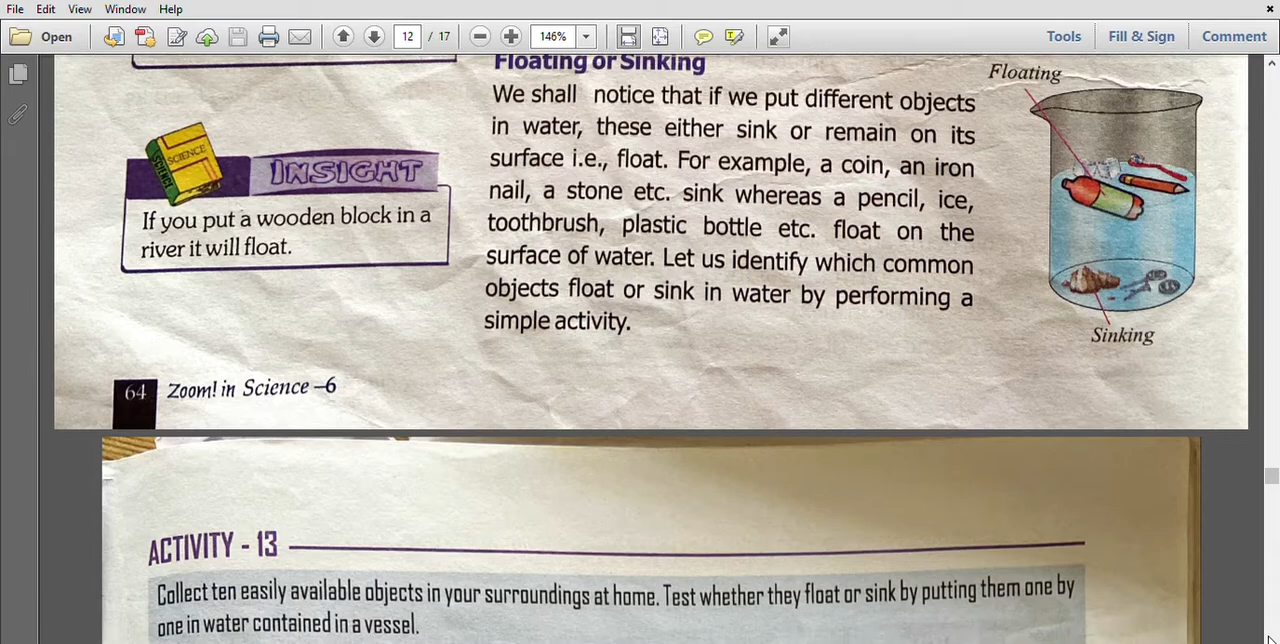 File Edit View Window Help
Open 12 / 17 146% Tools Fill & Sign Comment
Floating or Sinking
We shall notice that if we put different objects
in water, these either sink or remain on its
surface i.e., float. For example, a coin, an iron
nail, a stone etc. sink whereas a pencil, ice,
toothbrush, plastic bottle etc. float on the
surface of water. Let us identify which common
objects float or sink in water by performing a
simple activity.
Floating
Sinking
SCIENCE
SCIENCE
INSIGHT
If you put a wooden block in a
river it will float.
64 Zoom! in Science –6
ACTIVITY - 13
Collect ten easily available objects in your surroundings at home. Test whether they float or sink by putting them one by
one in water contained in a vessel.